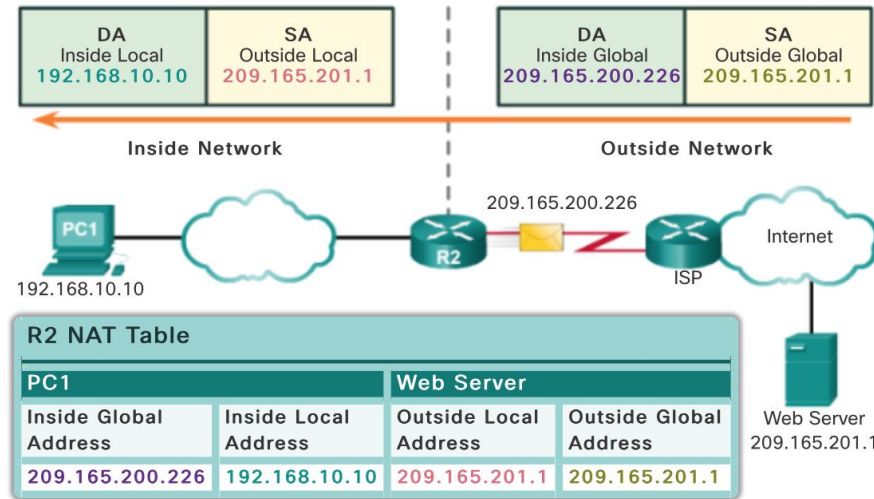 DA
Inside Local
192.168.10.10
SA
Outside Local
209.165.201.1
DA
Inside Global
209.165.200.226
SA
Outside Global
209.165.201.1
Inside Network
Outside Network
209.165.200.226
PC1
R2
ISP
Internet
192.168.10.10
Web Server
209.165.201.1
R2 NAT Table
PC1
Web Server
Inside Global
Address
Inside Local
Address
Outside Local
Address
Outside Global
Address
209.165.200.226
192.168.10.10
209.165.201.1
209.165.201.1